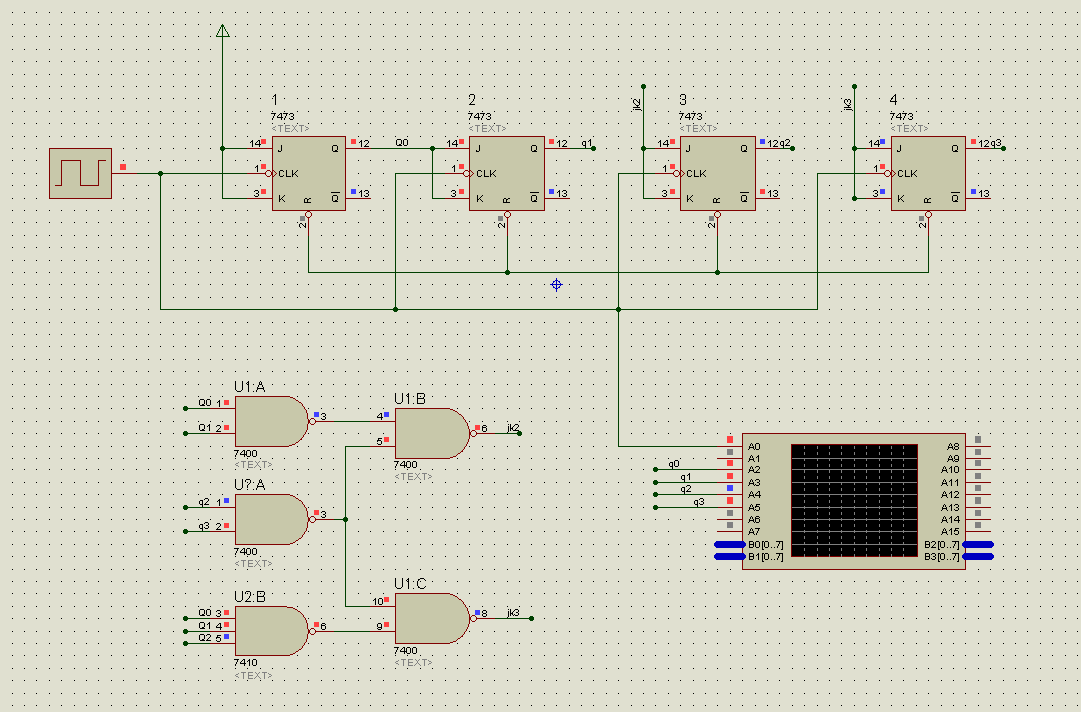 1
7473
<TEXT>
14 J Q 12
1 CLK
3 K Q 13
R
2
Q0
2
7473
<TEXT>
14 J Q 12
1 CLK
3 K Q 13
R
2
q1
jk2
3
7473
<TEXT>
14 J Q 12
1 CLK
3 K Q 13
R
2
q2
jk3
4
7473
<TEXT>
14 J Q 12
1 CLK
3 K Q 13
R
2
q3
U1:A
Q0 1
Q1 2
3
7400
<TEXT>
U1:B
4
5
6
jk2
7400
<TEXT>
U?:A
q2 1
q3 2
3
7400
<TEXT>
U2:B
Q0 3
Q1 4
Q2 5
6
7410
<TEXT>
U1:C
10
9
8
jk3
7400
<TEXT>
q0
q1
q2
q3
A0 A8
A1 A9
A2 A10
A3 A11
A4 A12
A5 A13
A6 A14
A7 A15
B0[0..7] B2[0..7]
B1[0..7] B3[0..7]